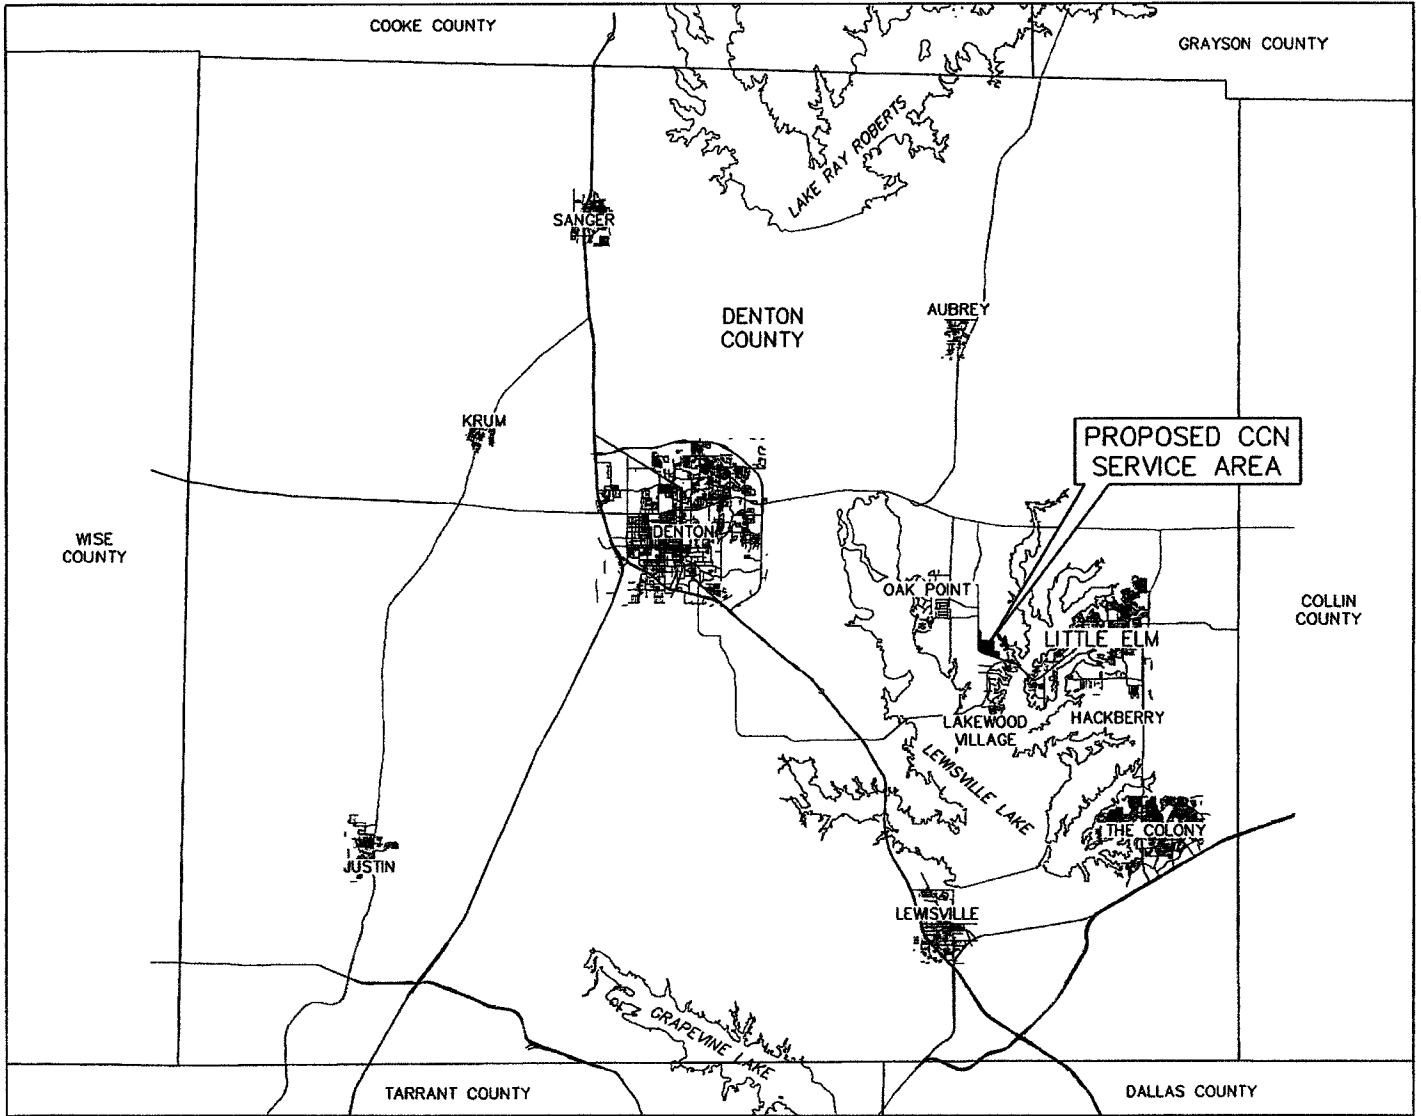 COOKE COUNTY
GRAYSON COUNTY
LAKE RAY ROBERTS
SANGER
AUBREY
DENTON
COUNTY
KRUM
PROPOSED CCN
SERVICE AREA
DENTON
WISE
COUNTY
OAK POINT
COLLIN
COUNTY
LITTLE ELM
LAKEWOOD
VILLAGE
HACKBERRY
LEWISVILLE LAKE
THE COLONY
JUSTIN
LEWISVILLE
GRAPEVINE LAKE
TARRANT COUNTY
DALLAS COUNTY